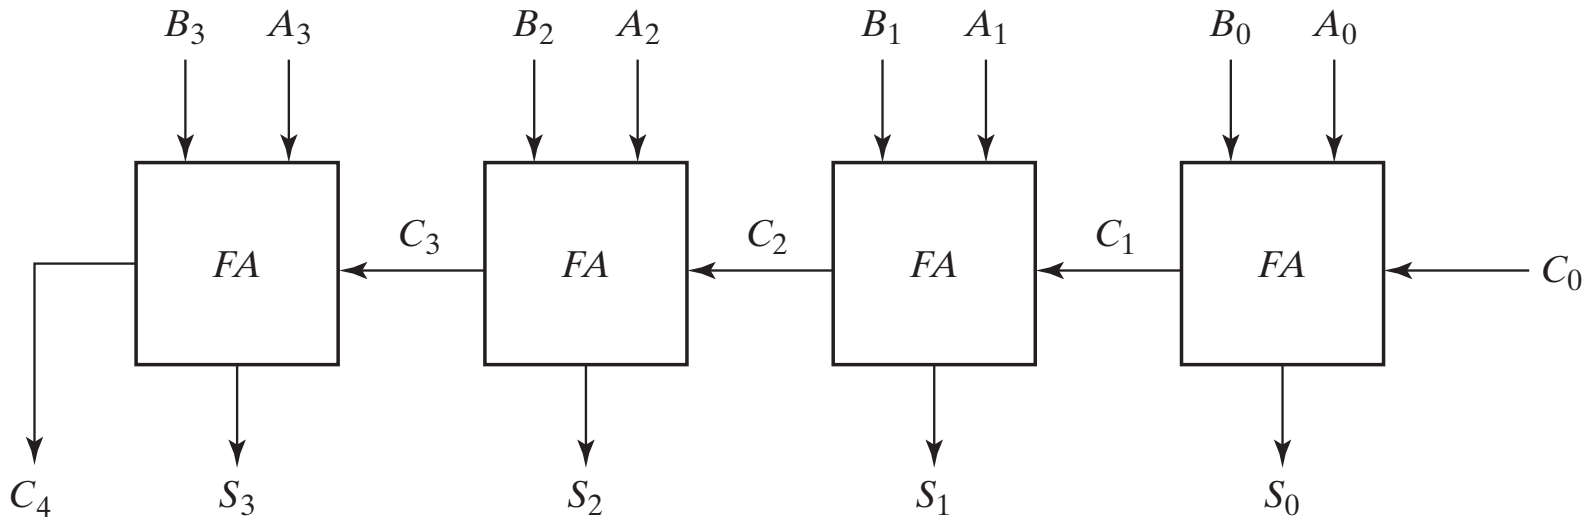 B₃ A₃ B₂ A₂ B₁ A₁ B₀ A₀
C₃ C₂ C₁
FA FA FA FA C₀
C₄ S₃ S₂ S₁ S₀